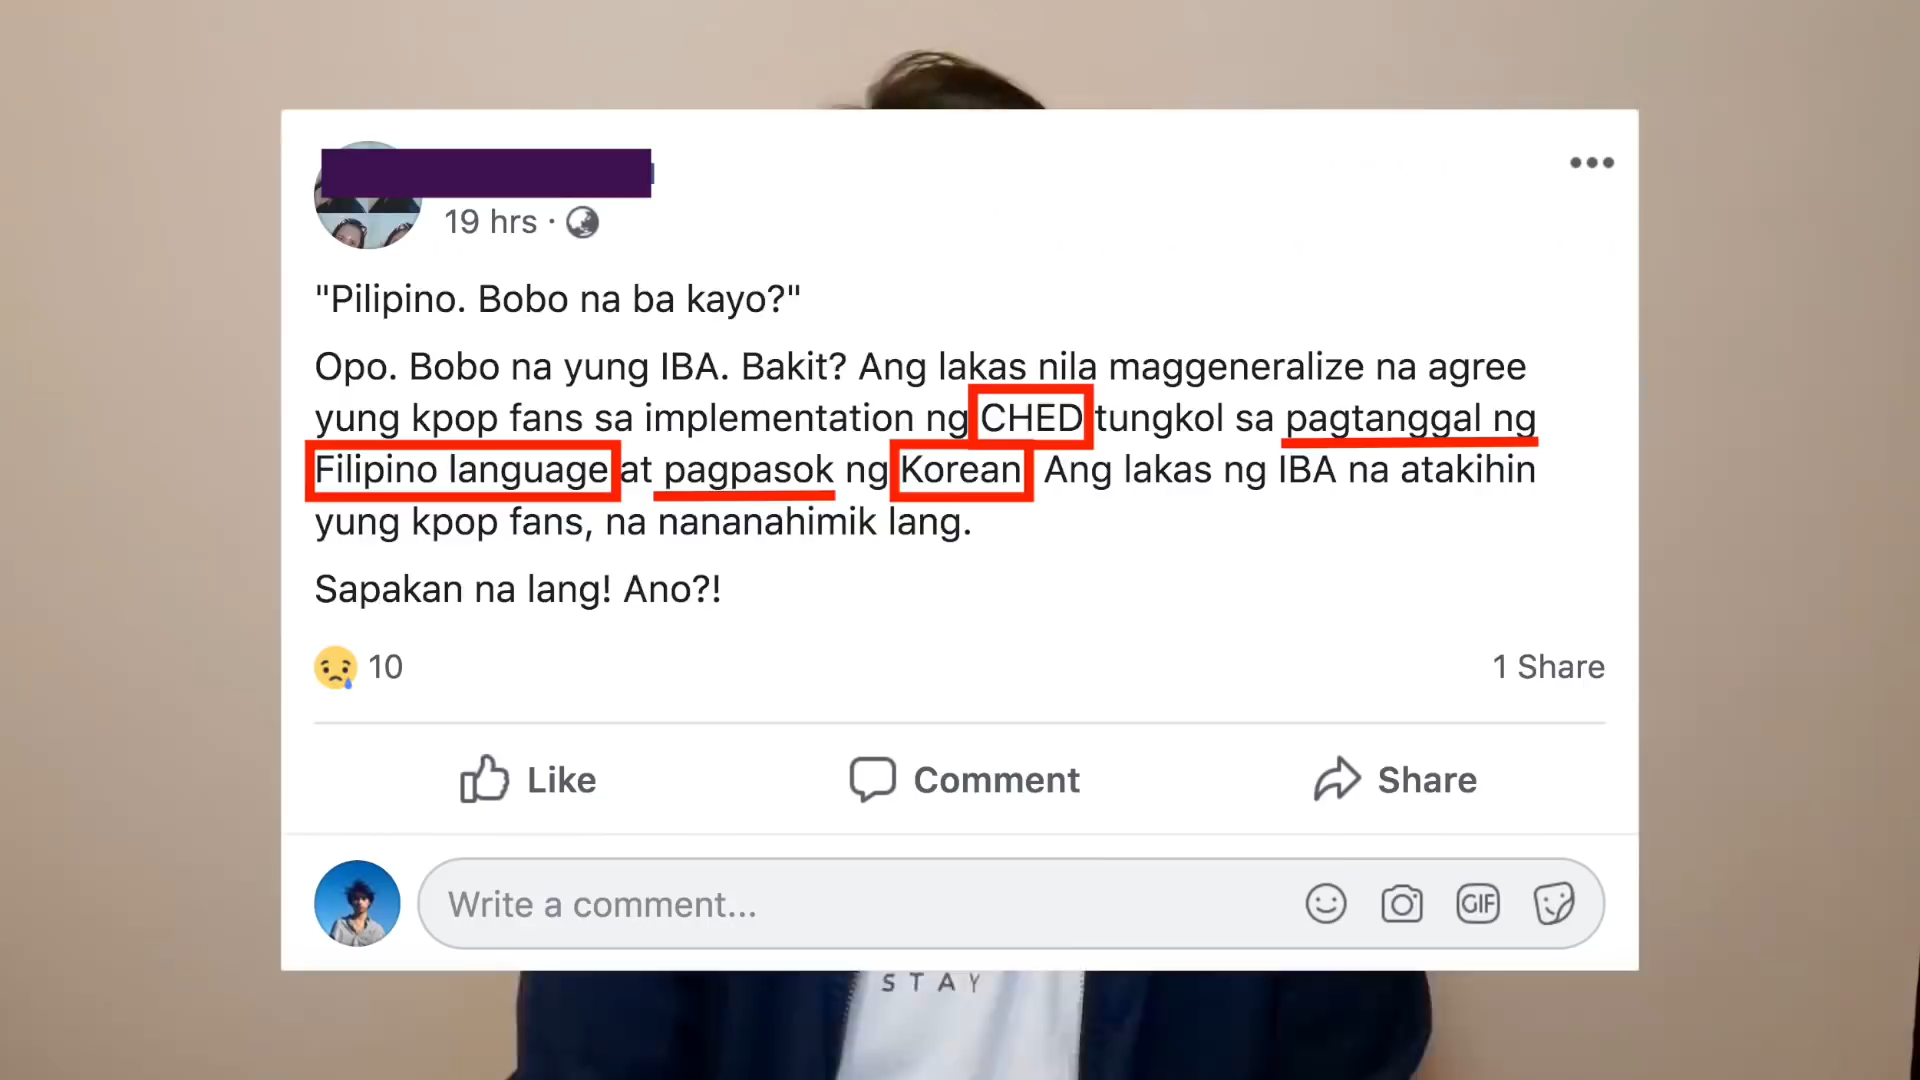 19 hrs ·
"Pilipino. Bobo na ba kayo?"
Opo. Bobo na yung IBA. Bakit? Ang lakas nila maggeneralize na agree
yung kpop fans sa implementation ng CHED tungkol sa pagtanggal ng
Filipino language at pagpasok ng Korean Ang lakas ng IBA na atakihin
yung kpop fans, na nananahimik lang.
Sapakan na lang! Ano?!
10
1 Share
Like
Comment
Share
Write a comment...
GIF
STAY